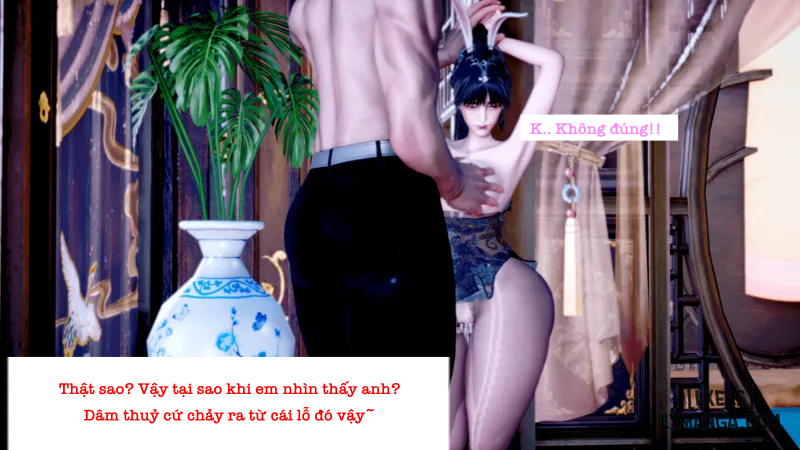 K.. Không đúng!!
Thật sao? Vậy tại sao khi em nhìn thấy anh?
Dâm thuỷ cứ chảy ra từ cái lỗ đó vậy~